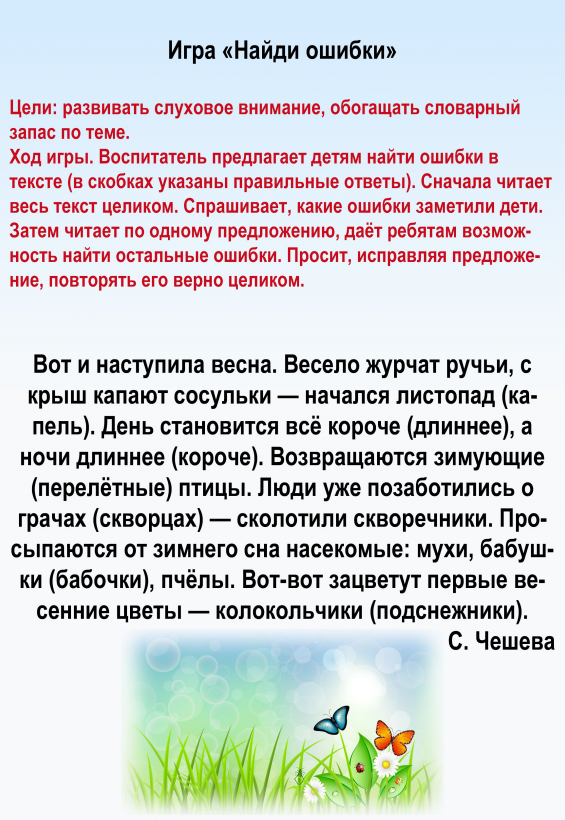 Игра «Найди ошибки»
Цели: развивать слуховое внимание, обогащать словарный
запас по теме.
Ход игры. Воспитатель предлагает детям найти ошибки в
тексте (в скобках указаны правильные ответы). Сначала читает
весь текст целиком. Спрашивает, какие ошибки заметили дети.
Затем читает по одному предложению, даёт ребятам возмож-
ность найти остальные ошибки. Просит, исправляя предложе-
ние, повторять его верно целиком.
Вот и наступила весна. Весело журчат ручьи, с
крыш капают сосульки — начался листопад (ка-
пель). День становится всё короче (длиннее), а
ночи длиннее (короче). Возвращаются зимующие
(перелётные) птицы. Люди уже позаботились о
грачах (скворцах) — сколотили скворечники. Про-
сыпаются от зимнего сна насекомые: мухи, бабуш-
ки (бабочки), пчёлы. Вот-вот зацветут первые ве-
сенние цветы — колокольчики (подснежники).
С. Чешева